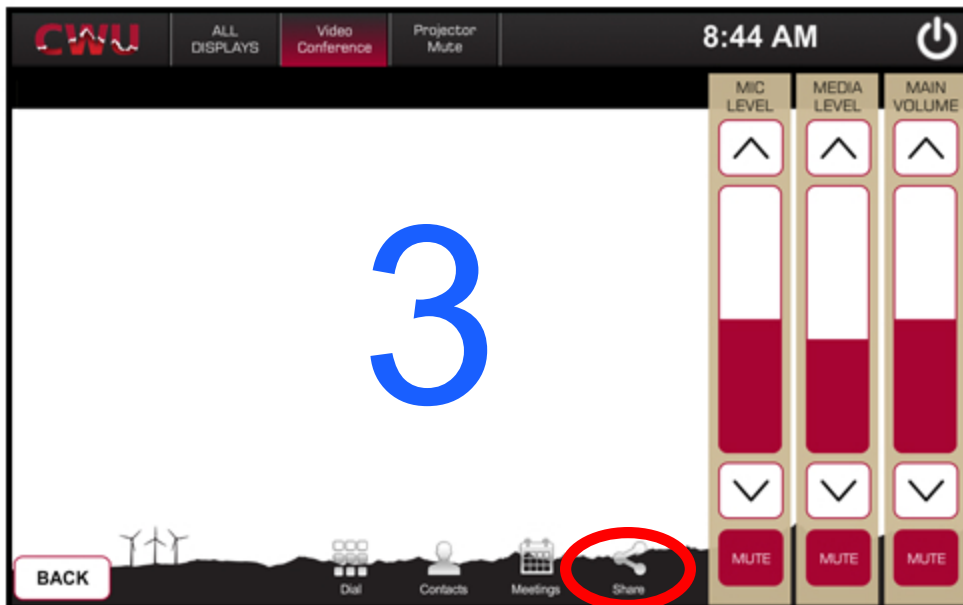 CWU
ALL
DISPLAYS
Video
Conference
Projector
Mute
8:44 AM
MIC
LEVEL
MEDIA
LEVEL
MAIN
VOLUME
3
MUTE
MUTE
MUTE
BACK
Dial
Contacts
Meetings
Share